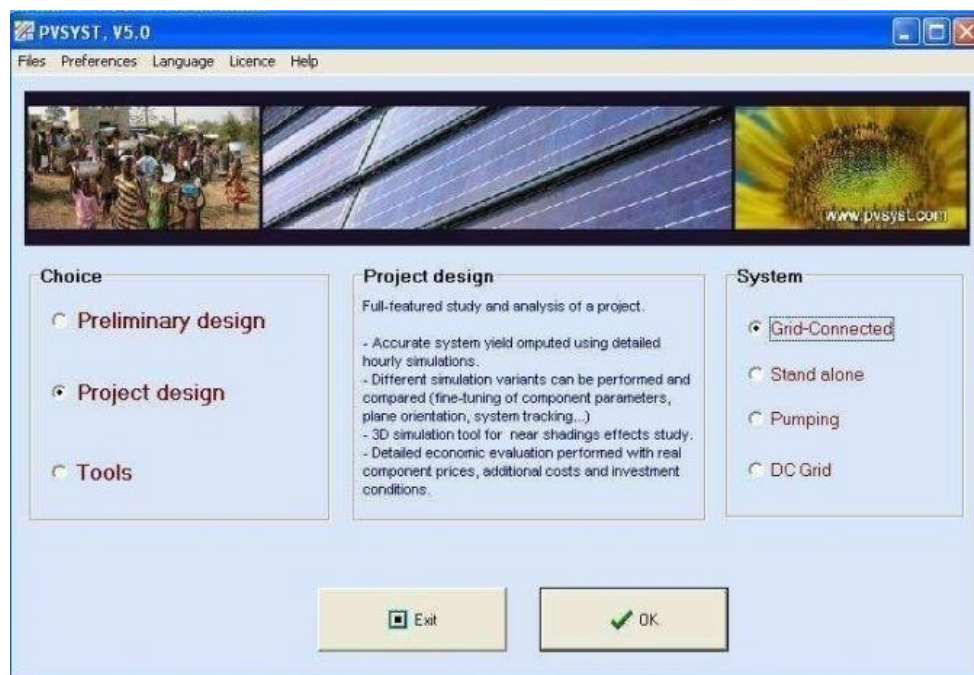 PVSYST, V5.0
Files Preferences Language Licence Help
www.pvsyst.com
Choice
Preliminary design
Project design
Tools
Project design
Full-featured study and analysis of a project.
- Accurate system yield omputed using detailed
hourly simulations.
- Different simulation variants can be performed and
compared (fine-tuning of component parameters,
plane orientation, system tracking...)
- 3D simulation tool for near shadings effects study.
- Detailed economic evaluation performed with real
component prices, additional costs and investment
conditions.
System
Grid-Connected
Stand alone
Pumping
DC Grid
Exit
OK